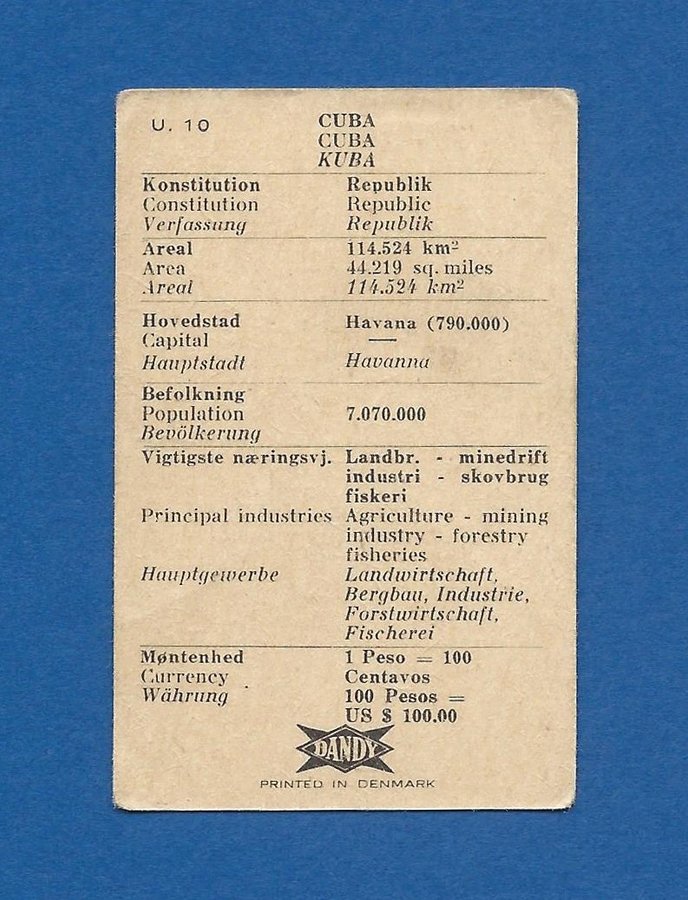 U. 10
CUBA
CUBA
KUBA
Konstitution Republik
Constitution Republic
Verfassung Republik
Areal 114.524 km²
Area 44.219 sq. miles
Areal 114.524 km²
Hovedstad Havana (790.000)
Capital —
Hauptstadt Havanna
Befolkning
Population 7.070.000
Bevölkerung
Vigtigste næringsvj. Landbr. - minedrift
industri - skovbrug
fiskeri
Principal industries Agriculture - mining
industry - forestry
fisheries
Hauptgewerbe Landwirtschaft,
Bergbau, Industrie,
Forstwirtschaft,
Fischerei
Møntenhed 1 Peso = 100
Currency Centavos
Währung 100 Pesos =
US $ 100.00
DANDY
PRINTED IN DENMARK